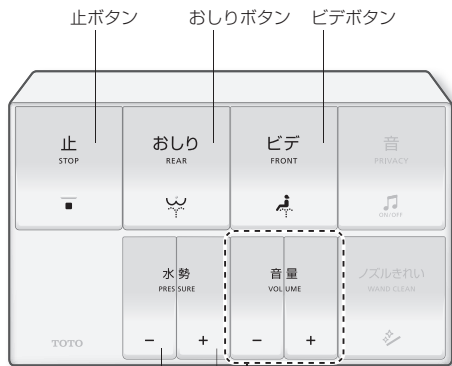 止ボタン
おしりボタン
ビデボタン
止
STOP
おしり
REAR
ビデ
FRONT
音
PRIVACY
ON/OFF
水勢
PRESSURE
- +
音量
VOLUME
- +
ノズルきれい
WAND CLEAN
TOTO